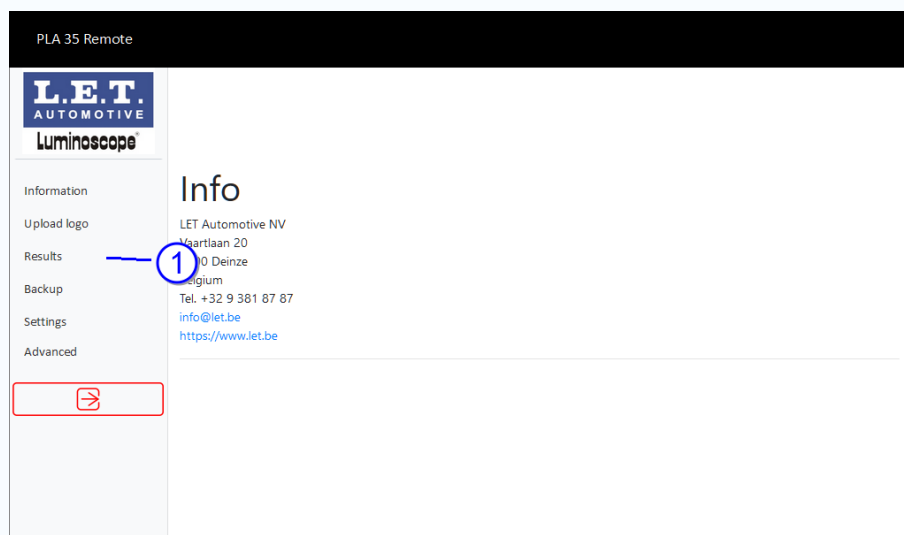 PLA 35 Remote
L.E.T.
AUTOMOTIVE
Luminoscope®
Information
Upload logo
Results
Backup
Settings
Advanced
1
Info
LET Automotive NV
Vaartlaan 20
Deinze
Belgium
Tel. +32 9 381 87 87
info@let.be
https://www.let.be